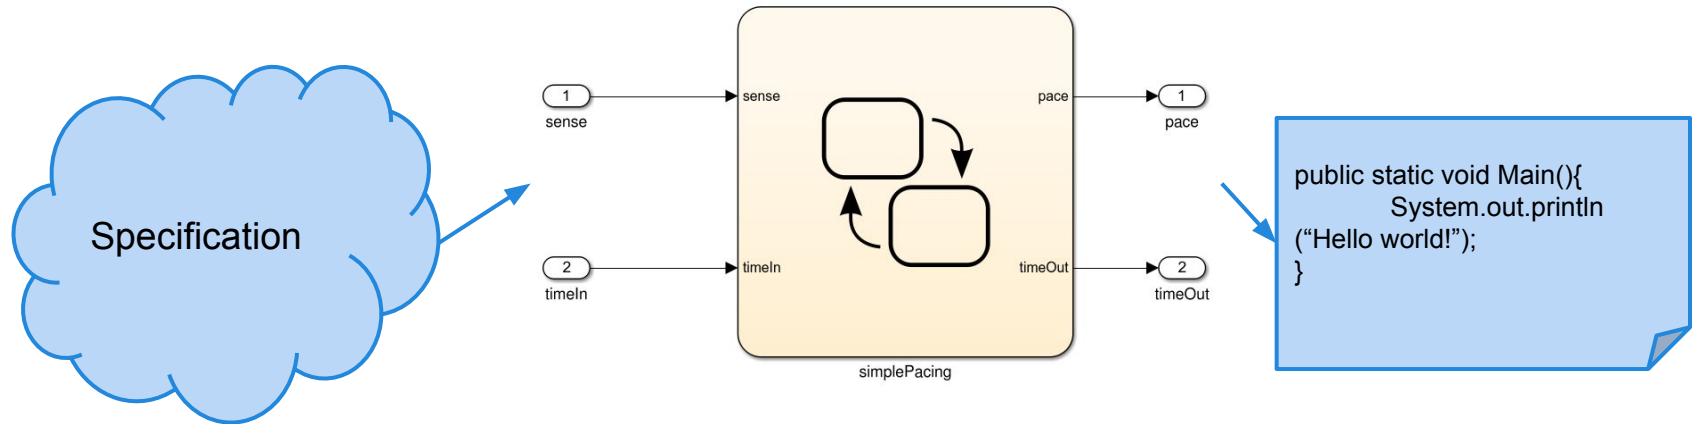 Specification
1
sense
2
timeIn
sense
pace
timeIn
timeOut
simplePacing
1
pace
2
timeOut
public static void Main(){
System.out.println
(“Hello world!”);
}